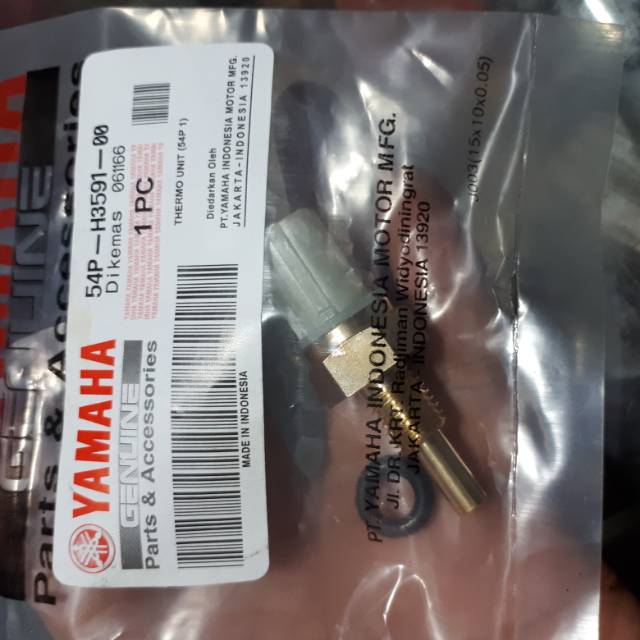 54P-H3591-00
Dikemas 061166
1 PC
THERMO UNIT (54P 1)
Diedarkan Oleh
PT.YAMAHA INDONESIA MOTOR MFG.
JAKARTA-INDONESIA 13920
YAMAHA
GENUINE
Parts & Accessories
MADE IN INDONESIA
Parts & Accessories
PT. YAMAHA INDONESIA MOTOR MFG.
JL. DR. KRT. Radjiman Widyodiningrat
JAKARTA - INDONESIA 13920
J003(15x10x0.05)